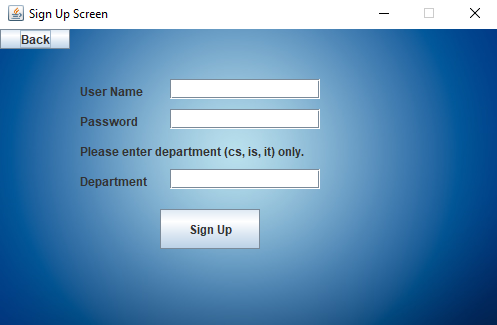 Sign Up Screen
Back
User Name
Password
Please enter department (cs, is, it) only.
Department
Sign Up